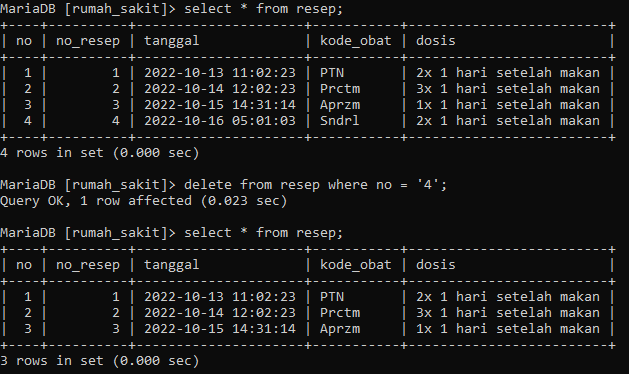 MariaDB [rumah_sakit]> select * from resep;
+----+----------+---------------------+-----------+---------------------------+
| no | no_resep | tanggal             | kode_obat | dosis                     |
+----+----------+---------------------+-----------+---------------------------+
|  1 |        1 | 2022-10-13 11:02:23 | PTN       | 2x 1 hari setelah makan |
|  2 |        2 | 2022-10-14 12:02:23 | Prctm     | 3x 1 hari setelah makan |
|  3 |        3 | 2022-10-15 14:31:14 | Aprzm     | 1x 1 hari setelah makan |
|  4 |        4 | 2022-10-16 05:01:03 | Sndrl     | 2x 1 hari setelah makan |
+----+----------+---------------------+-----------+---------------------------+
4 rows in set (0.000 sec)
MariaDB [rumah_sakit]> delete from resep where no = '4';
Query OK, 1 row affected (0.023 sec)
MariaDB [rumah_sakit]> select * from resep;
+----+----------+---------------------+-----------+---------------------------+
| no | no_resep | tanggal             | kode_obat | dosis                     |
+----+----------+---------------------+-----------+---------------------------+
|  1 |        1 | 2022-10-13 11:02:23 | PTN       | 2x 1 hari setelah makan |
|  2 |        2 | 2022-10-14 12:02:23 | Prctm     | 3x 1 hari setelah makan |
|  3 |        3 | 2022-10-15 14:31:14 | Aprzm     | 1x 1 hari setelah makan |
+----+----------+---------------------+-----------+---------------------------+
3 rows in set (0.000 sec)